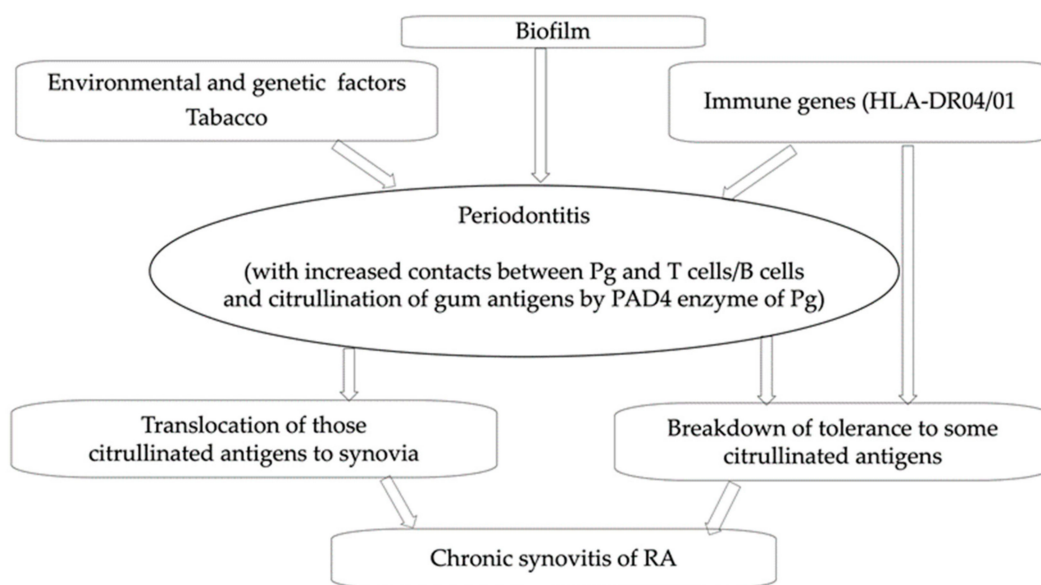 Biofilm
Environmental and genetic factors
Tabacco
Immune genes (HLA-DR04/01
Periodontitis
(with increased contacts between Pg and T cells/B cells
and citrullination of gum antigens by PAD4 enzyme of Pg)
Translocation of those
citrullinated antigens to synovia
Breakdown of tolerance to some
citrullinated antigens
Chronic synovitis of RA